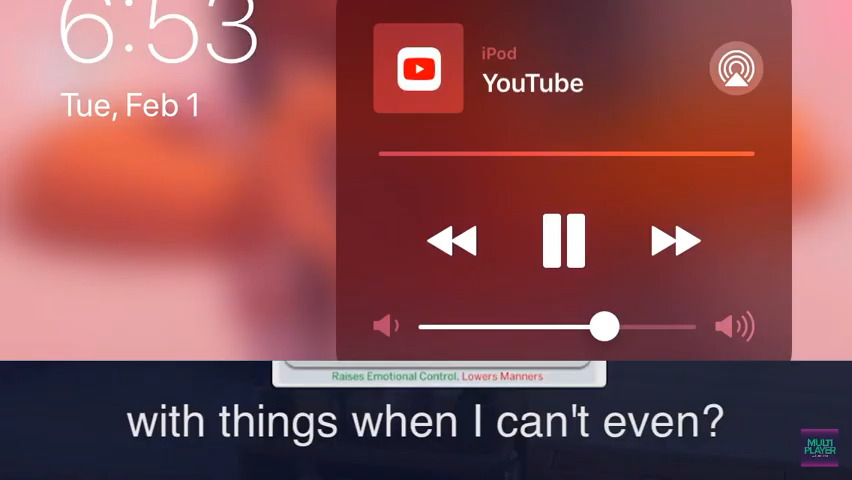 6:53
Tue, Feb 1
iPod
YouTube
Raises Emotional Control. Lowers Manners
with things when I can't even?
MULTI
PLAYER